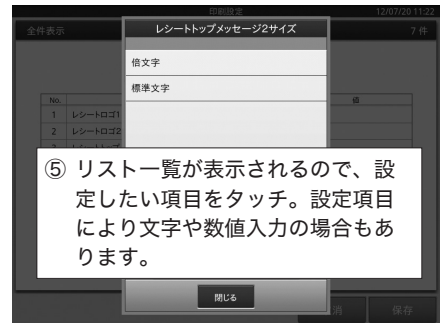 印刷設定
12/07/20 11:22
全件表示
レシートトップメッセージ2サイズ
7 件
倍文字
標準文字
No.
値
1 レシートロゴ1
2 レシートロゴ2
⑤ リスト一覧が表示されるので、設
定したい項目をタッチ。設定項目
により文字や数値入力の場合もあ
ります。
閉じる
消
保存